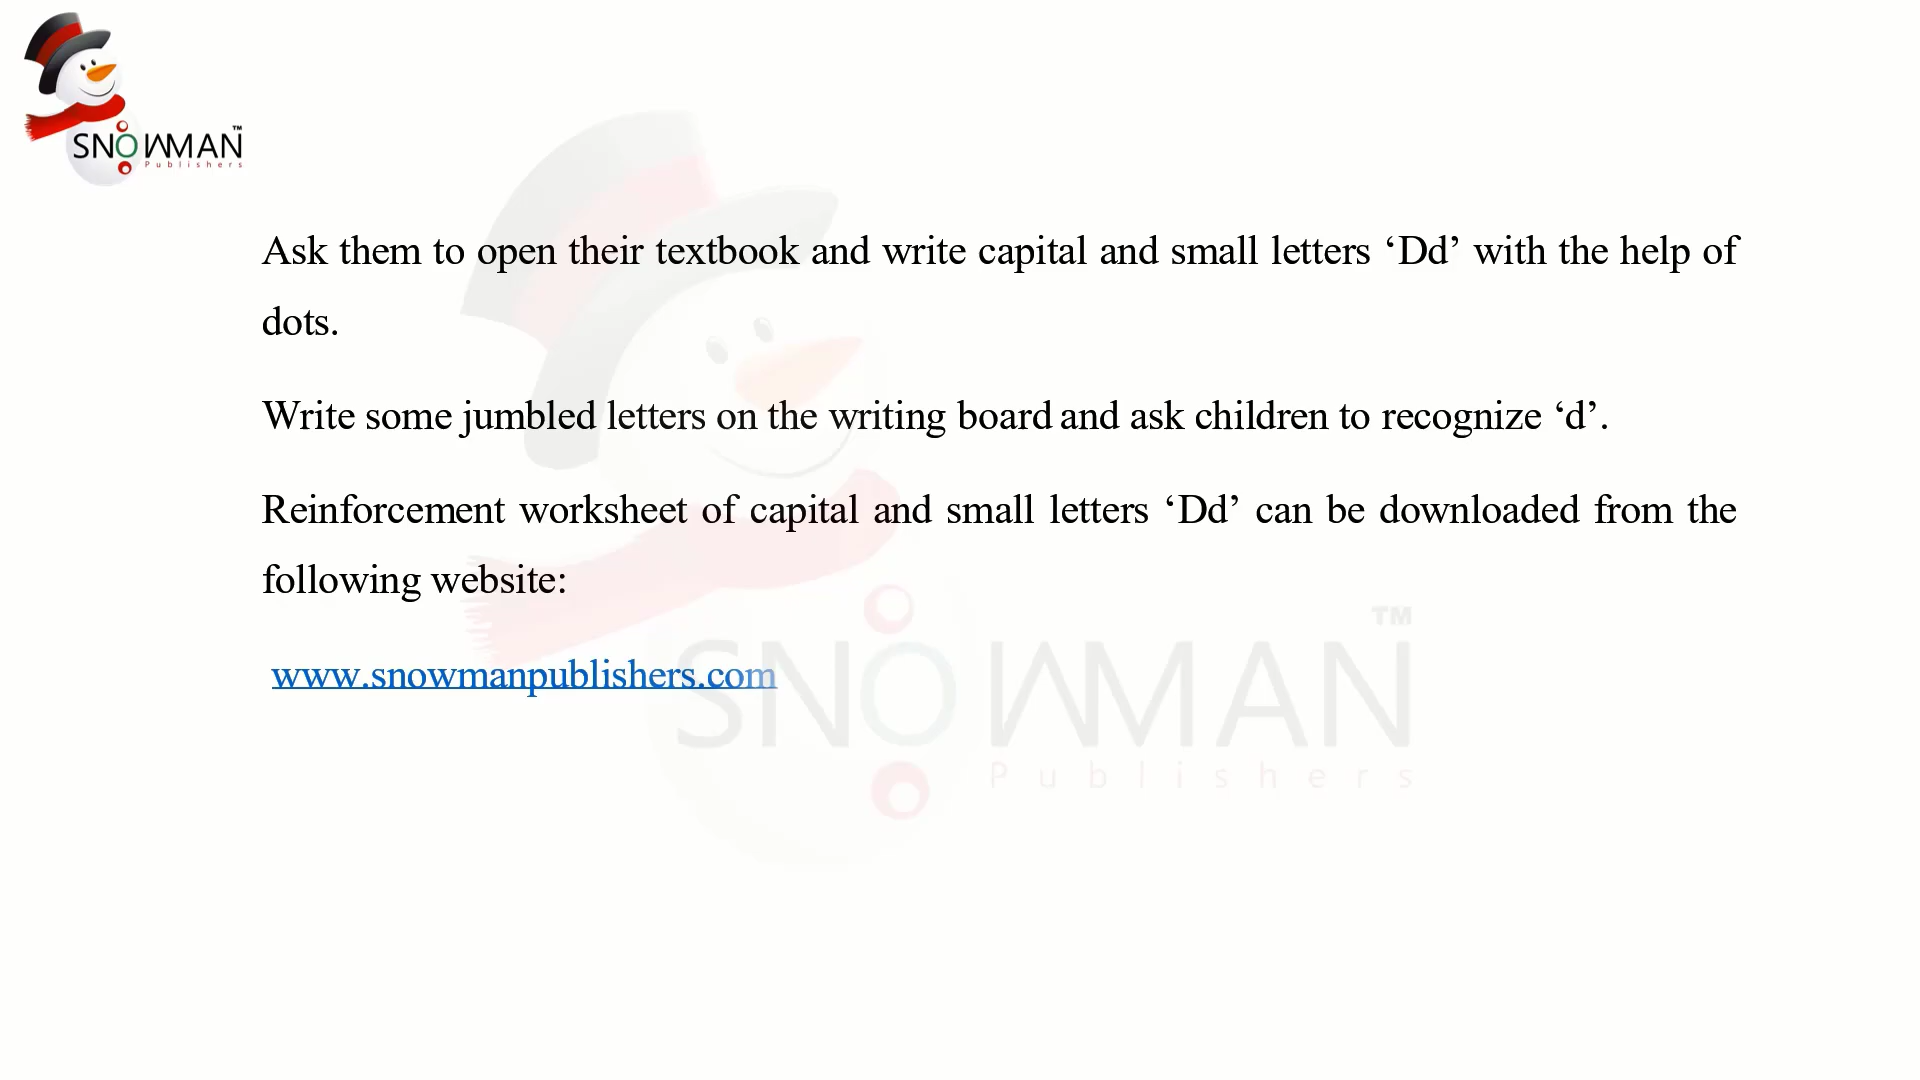 SNOWMAN™
Publishers
Ask them to open their textbook and write capital and small letters ‘Dd’ with the help of
dots.
Write some jumbled letters on the writing board and ask children to recognize ‘d’.
Reinforcement worksheet of capital and small letters ‘Dd’ can be downloaded from the
following website:
www.snowmanpublishers.com
SNOWMAN™
Publishers